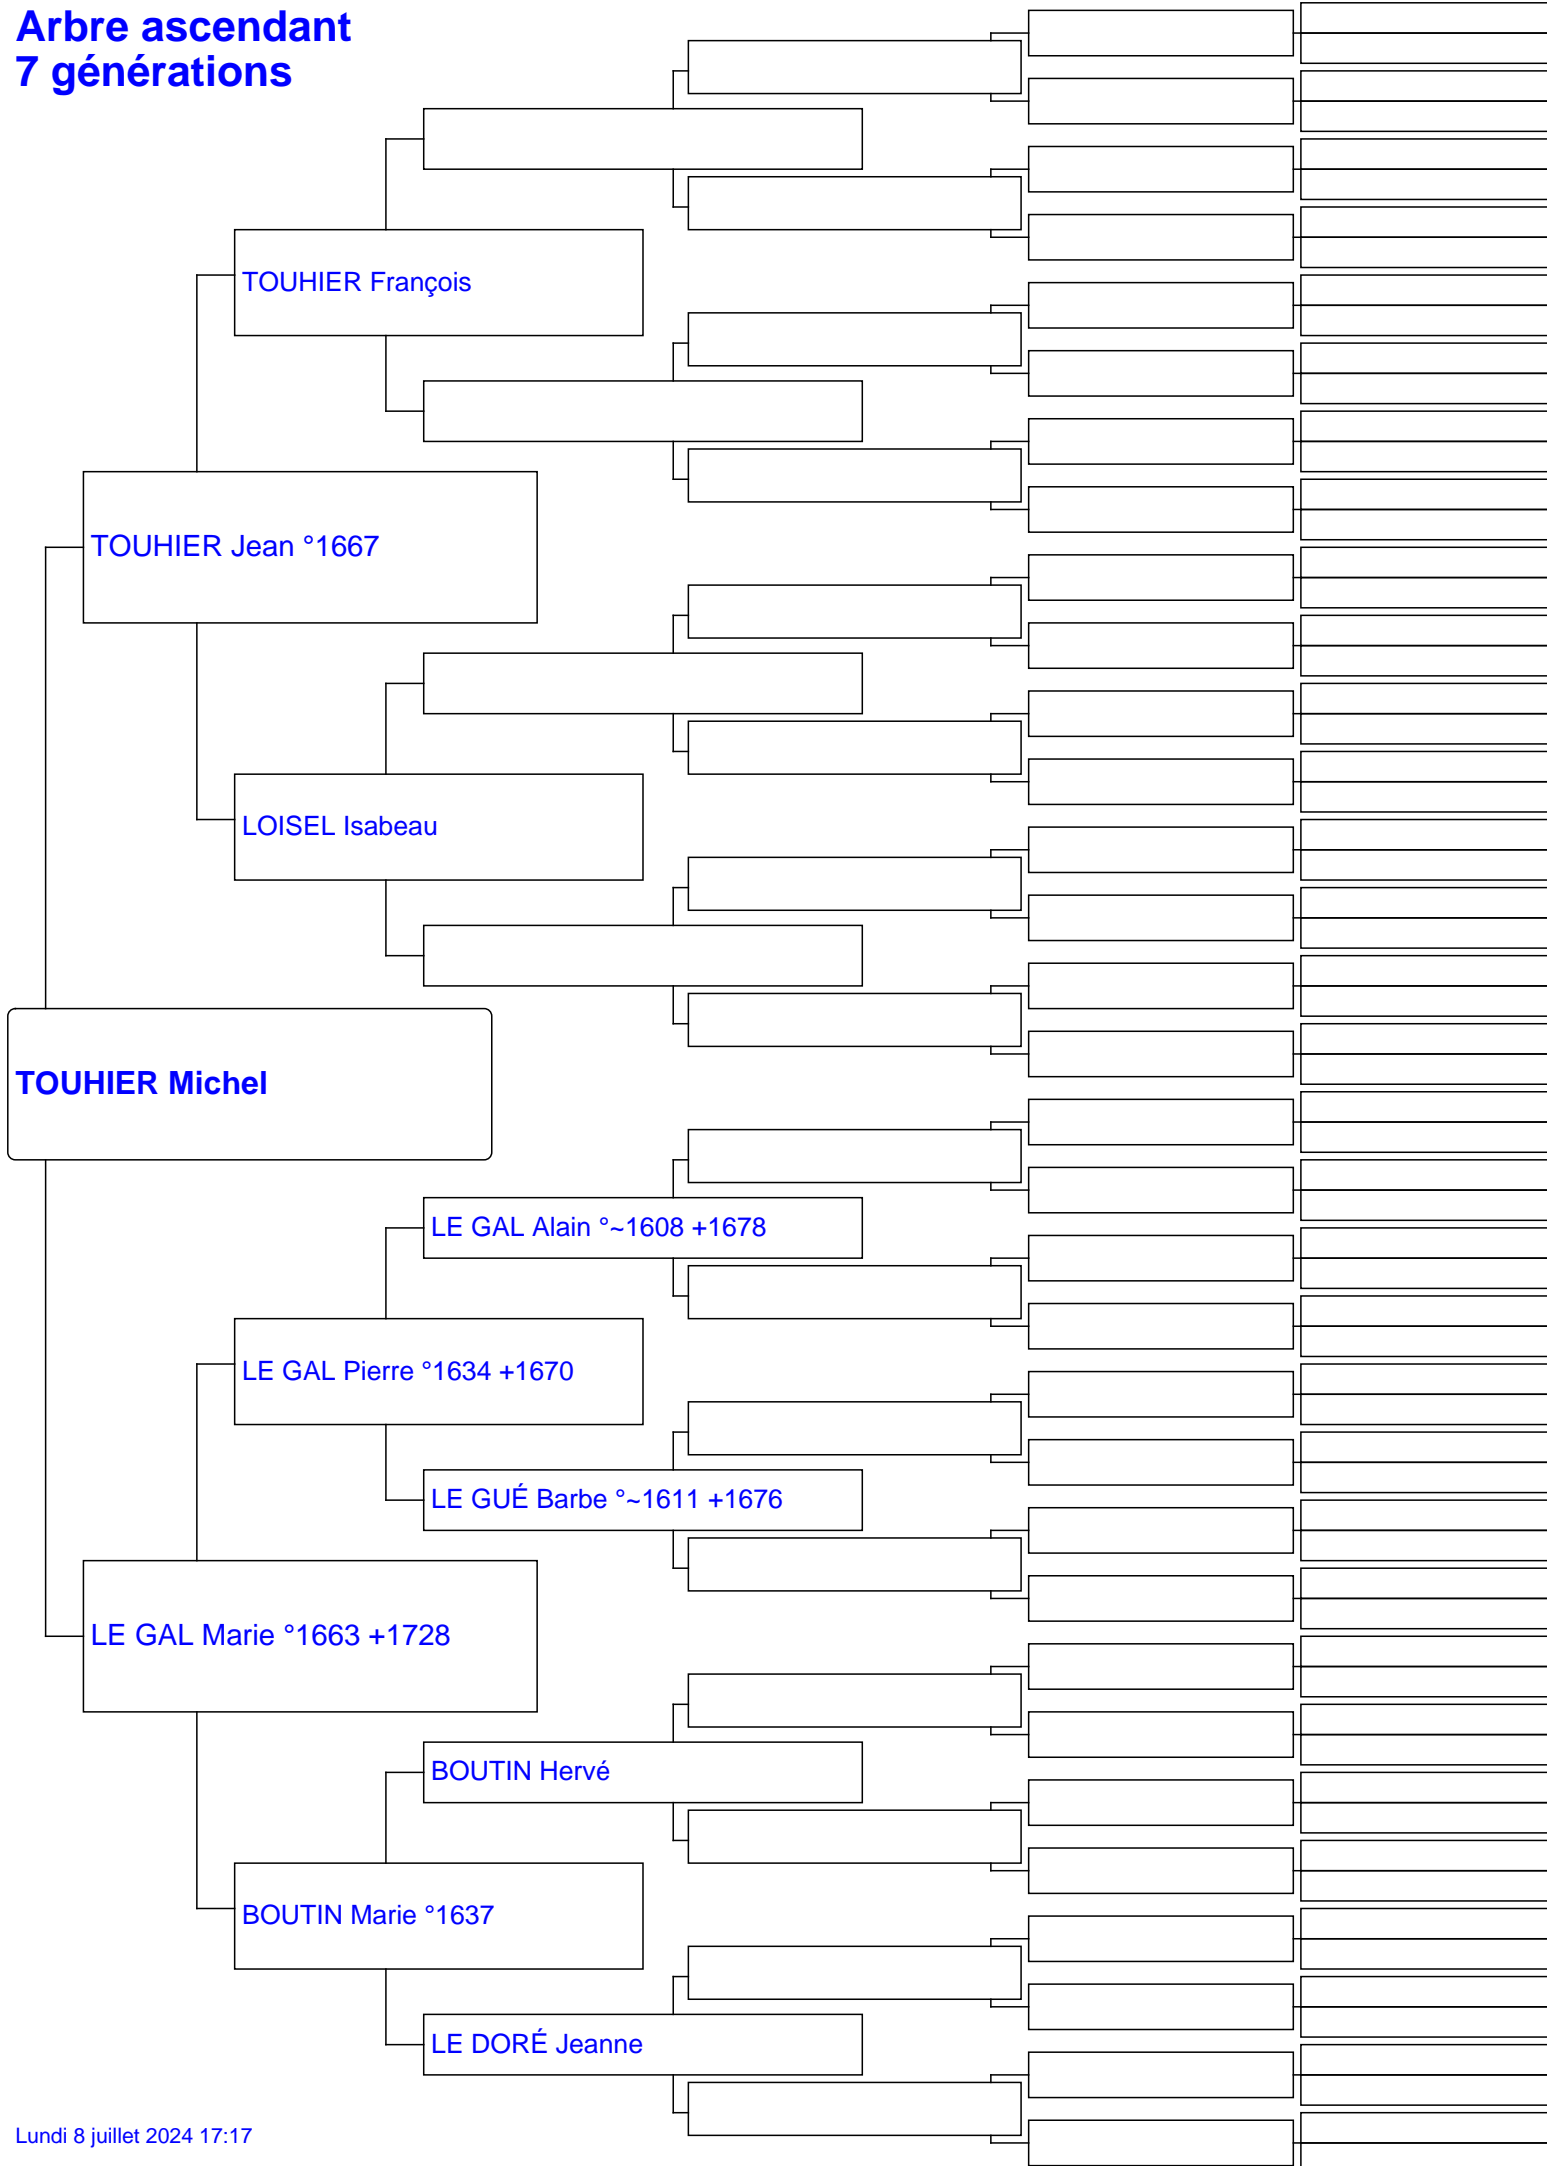 Arbre ascendant
7 générations
TOUHIER François
TOUHIER Jean °1667
LOISEL Isabeau
TOUHIER Michel
LE GAL Alain °~1608 +1678
LE GAL Pierre °1634 +1670
LE GUÉ Barbe °~1611 +1676
LE GAL Marie °1663 +1728
BOUTIN Hervé
BOUTIN Marie °1637
LE DORÉ Jeanne
Lundi 8 juillet 2024 17:17